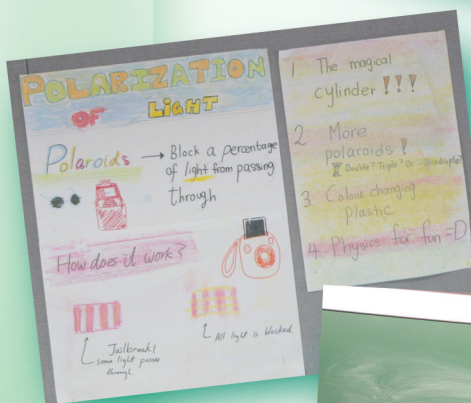 POLARIZATION
OF LIGHT
Polaroids → Block a percentage
of light from passing
through
How does it work?
Jailbreak!
some light passes
through
All light is blocked
1 The magical
cylinder !!!
2. More
polaroids !
Double? Triple? Or Quadruple?
3 Colour changing
Plastic
4. Physics for fun =D